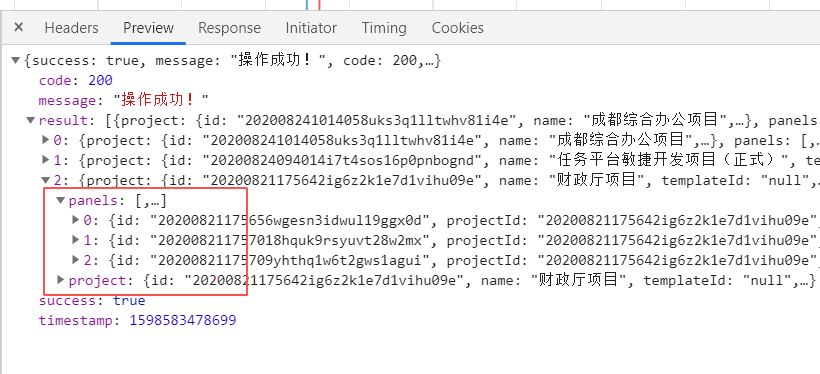 × Headers Preview Response Initiator Timing Cookies
▼{success: true, message: "操作成功！", code: 200,…}
code: 200
message: "操作成功！"
▼result: [{project: {id: "202008241014058uks3q1lltwhv81i4e", name: "成都综合办公项目",…}, panels
▶0: {project: {id: "202008241014058uks3q1lltwhv81i4e", name: "成都综合办公项目",…}, panels: [,…
▶1: {project: {id: "20200824094014i7t4sos16p0pnbognd", name: "任务平台敏捷开发项目（正式）", te
▼2: {project: {id: "20200821175642ig6z2k1e7d1vihu09e", name: "财政厅项目", templateId: "null",…
▼panels: [,…]
▶0: {id: "20200821175656wgesn3idwul19ggx0d", projectId: "20200821175642ig6z2k1e7d1vihu09e",
▶1: {id: "20200821175​7018hquk9rsyuvt28w2mx", projectId: "20200821175642ig6z2k1e7d1vihu09e",
▶2: {id: "20200821175709yhthq1w6t2gws1agui", projectId: "20200821175642ig6z2k1e7d1vihu09e",
▶project: {id: "20200821175642ig6z2k1e7d1vihu09e", name: "财政厅项目", templateId: "null",…}
success: true
timestamp: 1598583478699